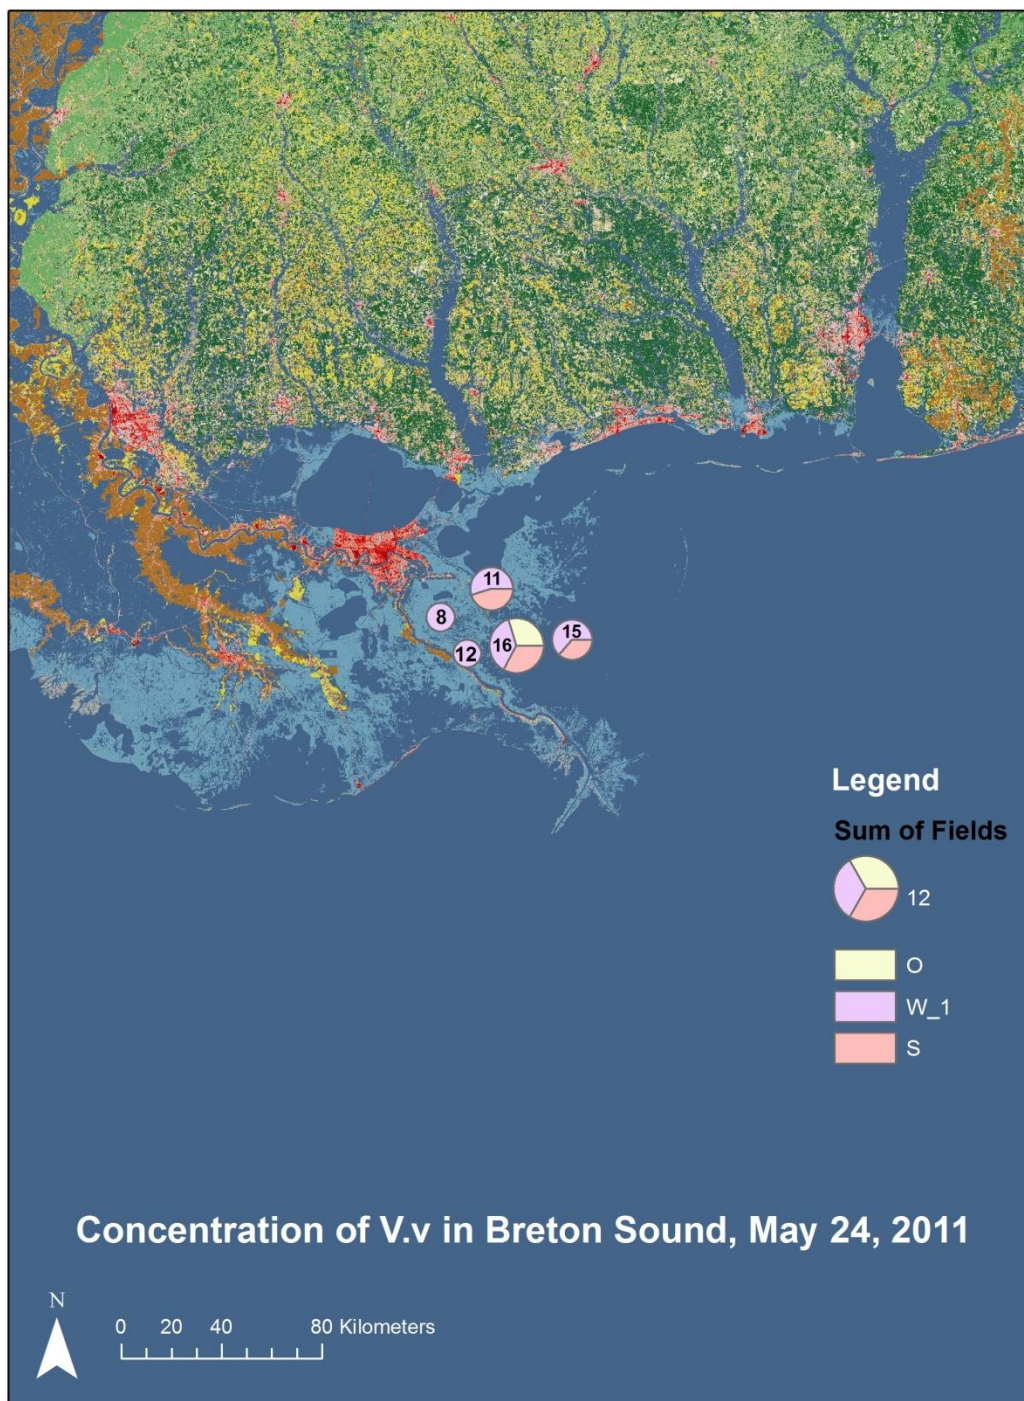 11
8
15
16
12
Legend
Sum of Fields
12
O
W_1
S
Concentration of V.v in Breton Sound, May 24, 2011
N
0 20 40 80 Kilometers